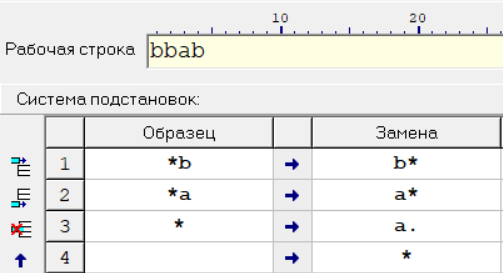 10 20
Рабочая строка bbab
Система подстановок:
Образец Замена
1 *b ➔ b*
2 *a ➔ a*
3 * ➔ a.
4 ➔ *